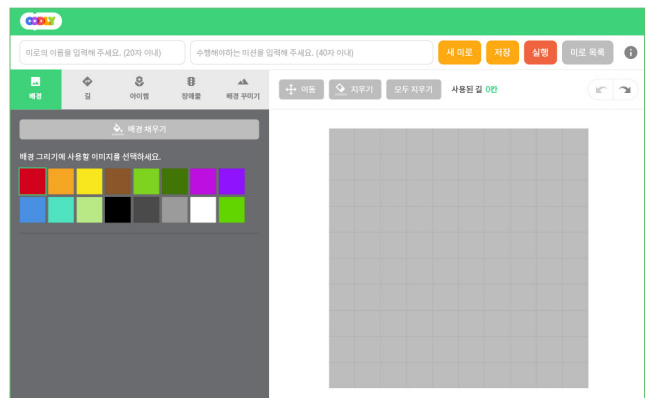 COOLY
미로의 이름을 입력해 주세요. (20자 이내)
수행해야하는 미션을 입력해 주세요. (40자 이내)
새 미로
저장
실행
미로 목록
배경
길
아이템
장애물
배경 꾸미기
이동
지우기
모두 지우기
사용된 길 0칸
배경 채우기
배경 그리기에 사용할 이미지를 선택하세요.